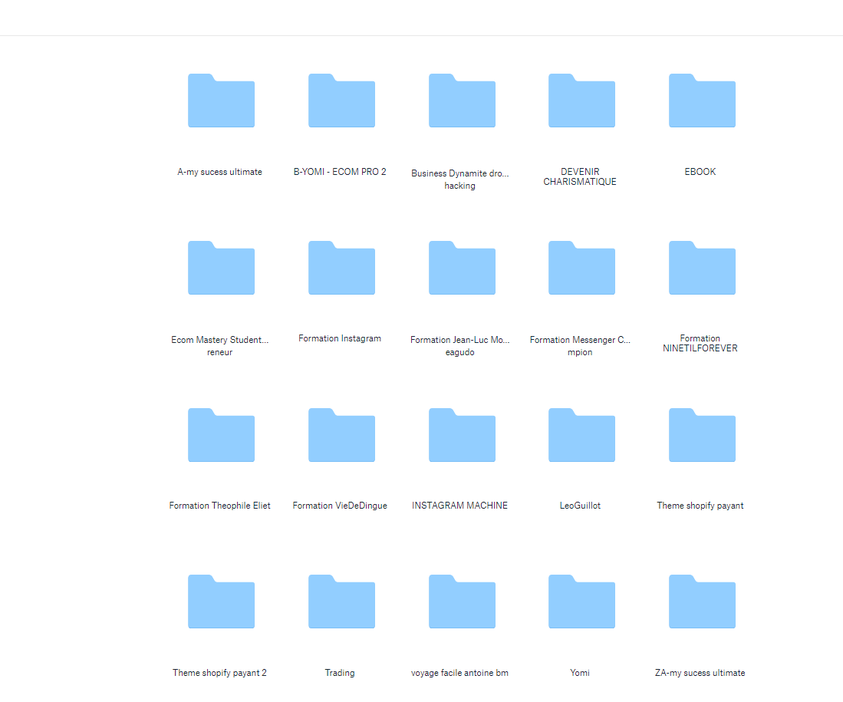 A-my sucess ultimate
B-YOMI - ECOM PRO 2
Business Dynamite dro...
hacking
DEVENIR
CHARISMATIQUE
EBOOK
Ecom Mastery Student...
reneur
Formation Instagram
Formation Jean-Luc Mo...
eagudo
Formation Messenger C...
mpion
Formation
NINETILFOREVER
Formation Theophile Eliet
Formation VieDeDingue
INSTAGRAM MACHINE
LeoGuillot
Theme shopify payant
Theme shopify payant 2
Trading
voyage facile antoine bm
Yomi
ZA-my sucess ultimate